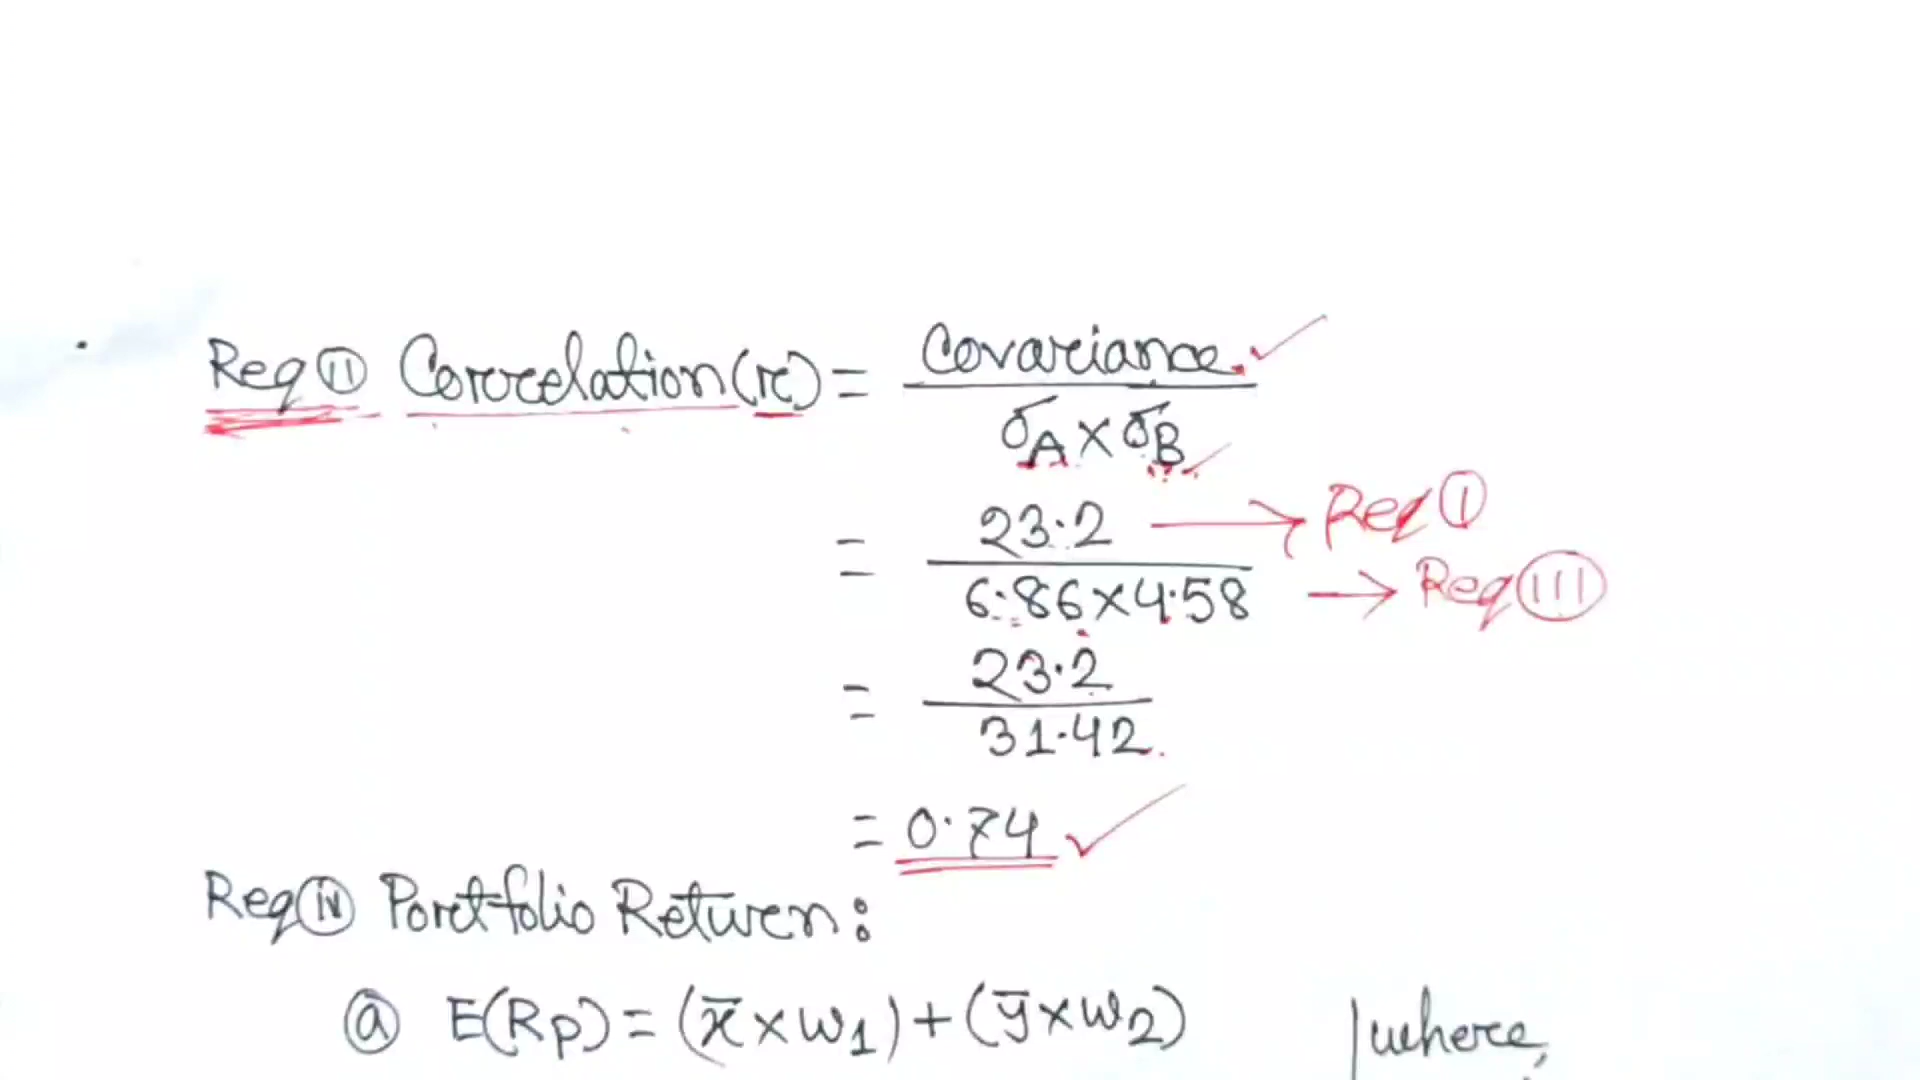 Req (ii) Correlation (r) = Covariance
σA × σB
= 23.2 → Req (I)
6.86×4.58 → Req (III)
= 23.2
31.42
= 0.74
Req (iv) Portfolio Return:
(a) E(Rp) = (x̄ × w1) + (ȳ × w2) | where,